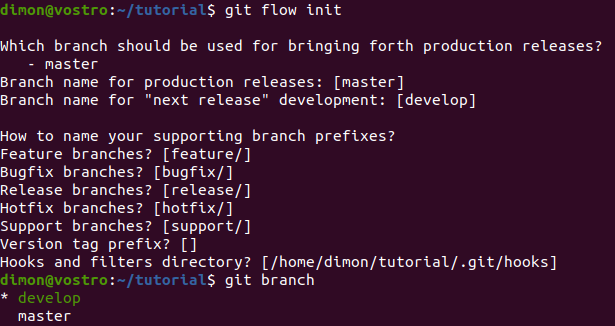 dimon@vostro:~/tutorial$ git flow init
Which branch should be used for bringing forth production releases?
- master
Branch name for production releases: [master]
Branch name for "next release" development: [develop]
How to name your supporting branch prefixes?
Feature branches? [feature/]
Bugfix branches? [bugfix/]
Release branches? [release/]
Hotfix branches? [hotfix/]
Support branches? [support/]
Version tag prefix? []
Hooks and filters directory? [/home/dimon/tutorial/.git/hooks]
dimon@vostro:~/tutorial$ git branch
* develop
master